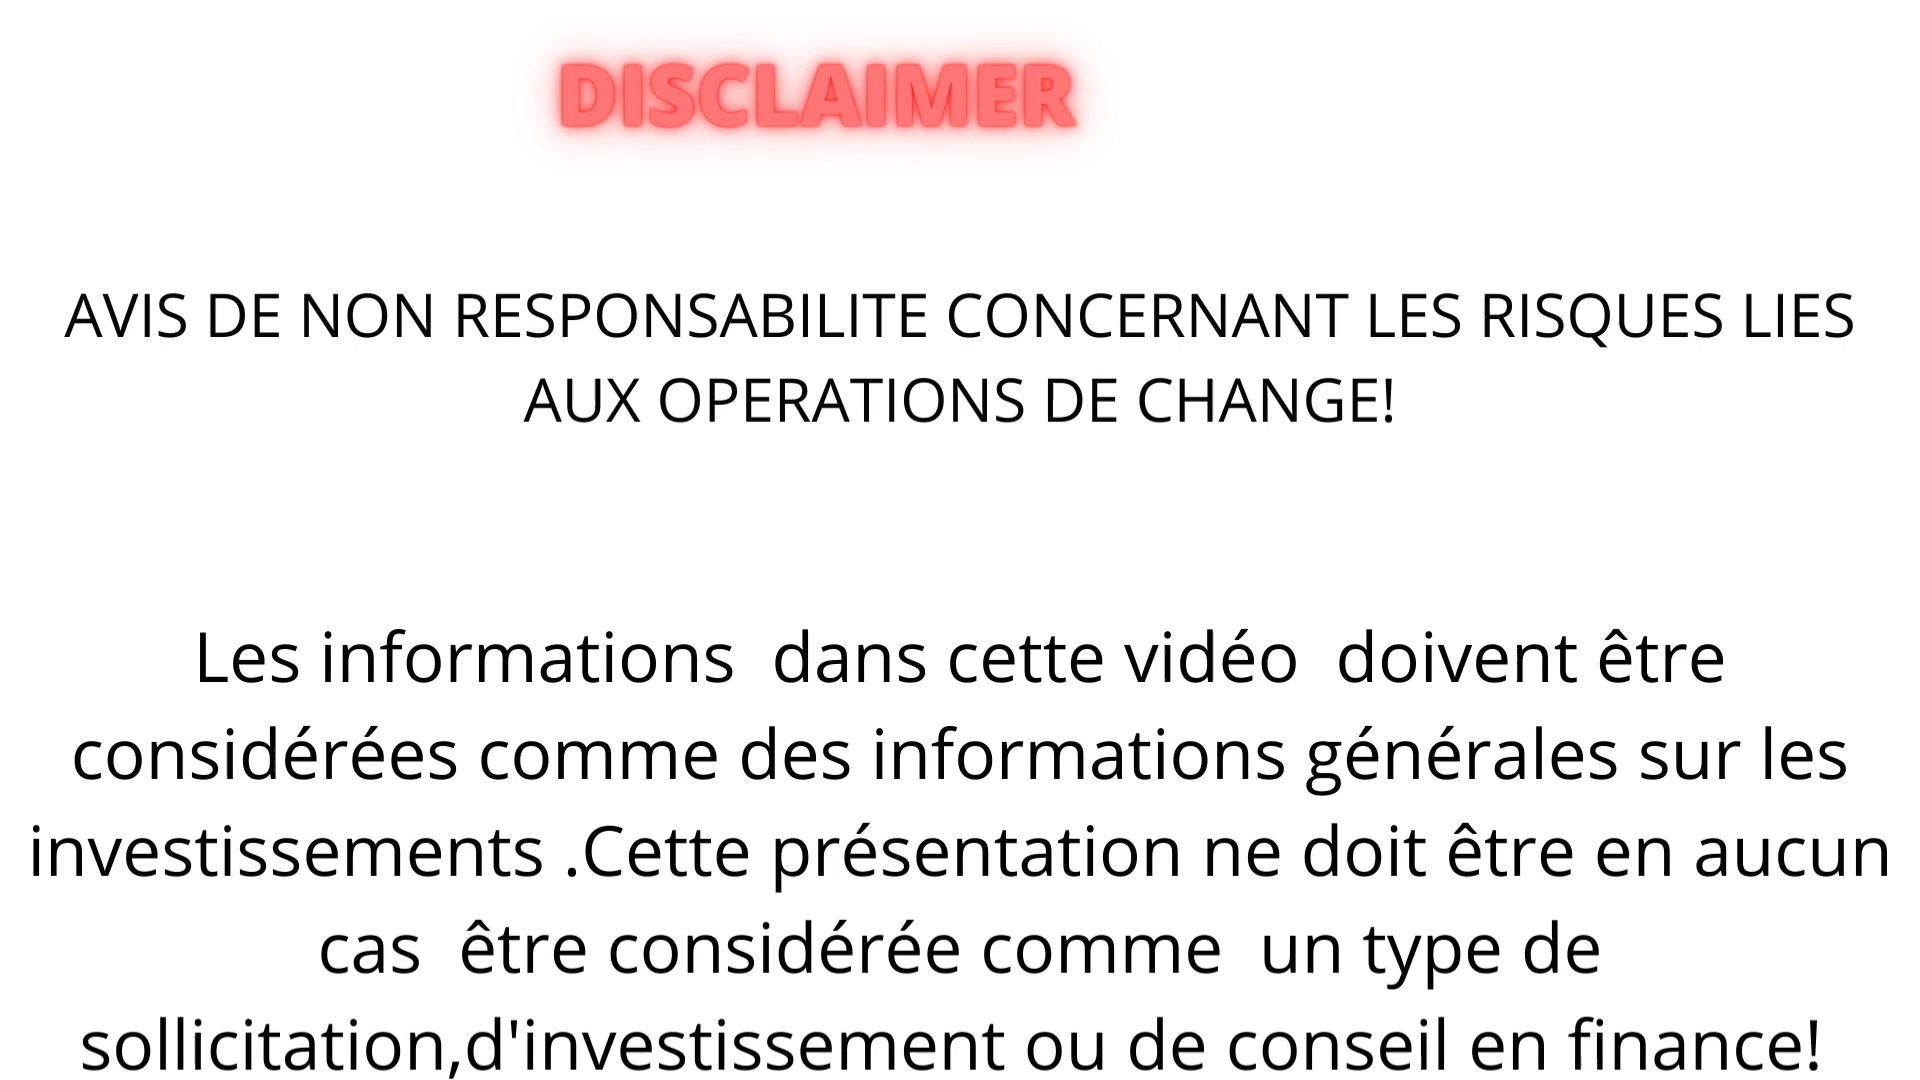 DISCLAIMER
AVIS DE NON RESPONSABILITE CONCERNANT LES RISQUES LIES
AUX OPERATIONS DE CHANGE!
Les informations  dans cette vidéo  doivent être
considérées comme des informations générales sur les
investissements .Cette présentation ne doit être en aucun
cas  être considérée comme  un type de
sollicitation,d'investissement ou de conseil en finance!